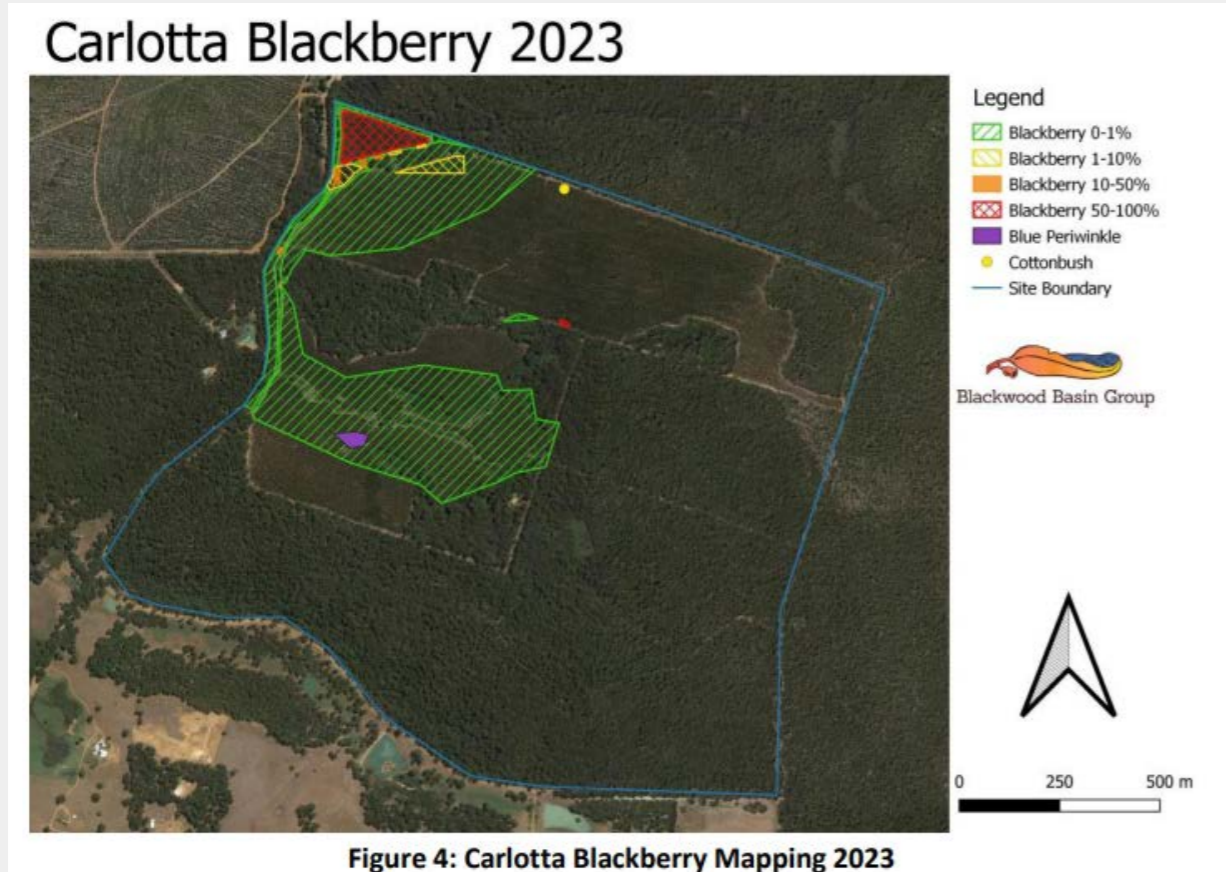 Carlotta Blackberry 2023
Legend
Blackberry 0-1%
Blackberry 1-10%
Blackberry 10-50%
Blackberry 50-100%
Blue Periwinkle
Cottonbush
Site Boundary
Blackwood Basin Group
0 250 500 m
Figure 4: Carlotta Blackberry Mapping 2023